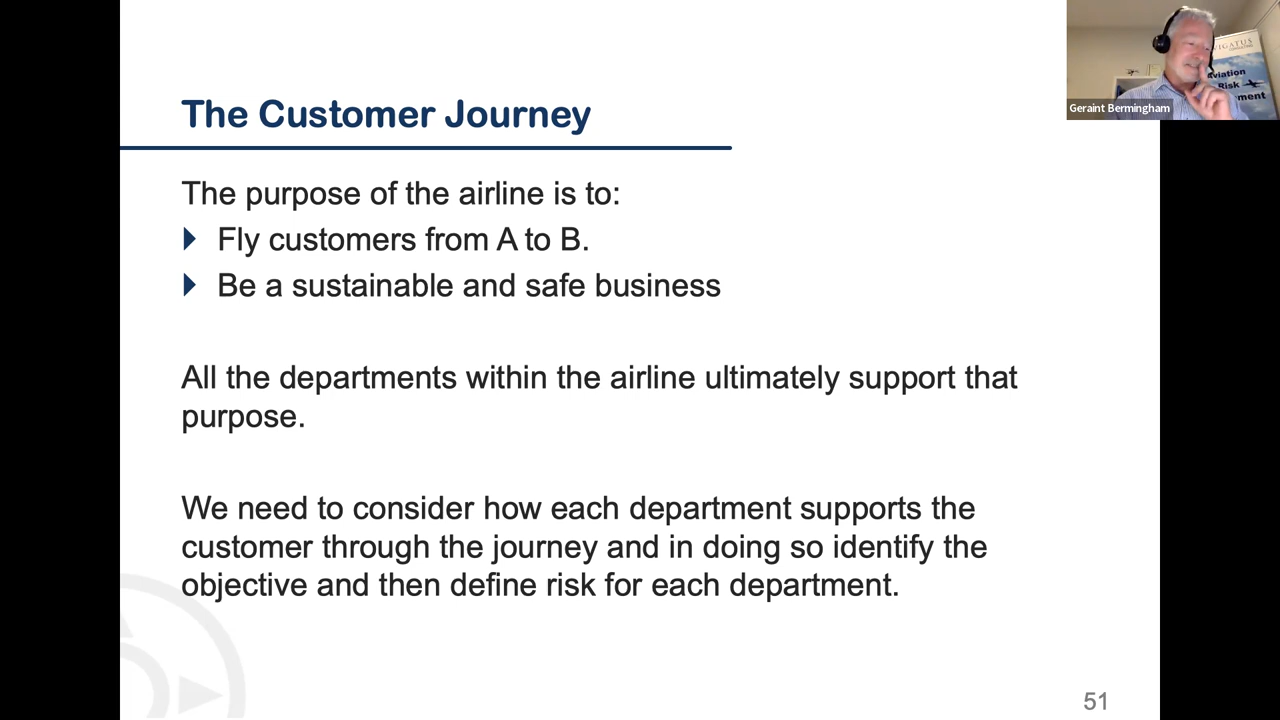 The Customer Journey
The purpose of the airline is to:
Fly customers from A to B.
Be a sustainable and safe business
All the departments within the airline ultimately support that
purpose.
We need to consider how each department supports the
customer through the journey and in doing so identify the
objective and then define risk for each department.
51
Geraint Bermingham
Aviation
Risk